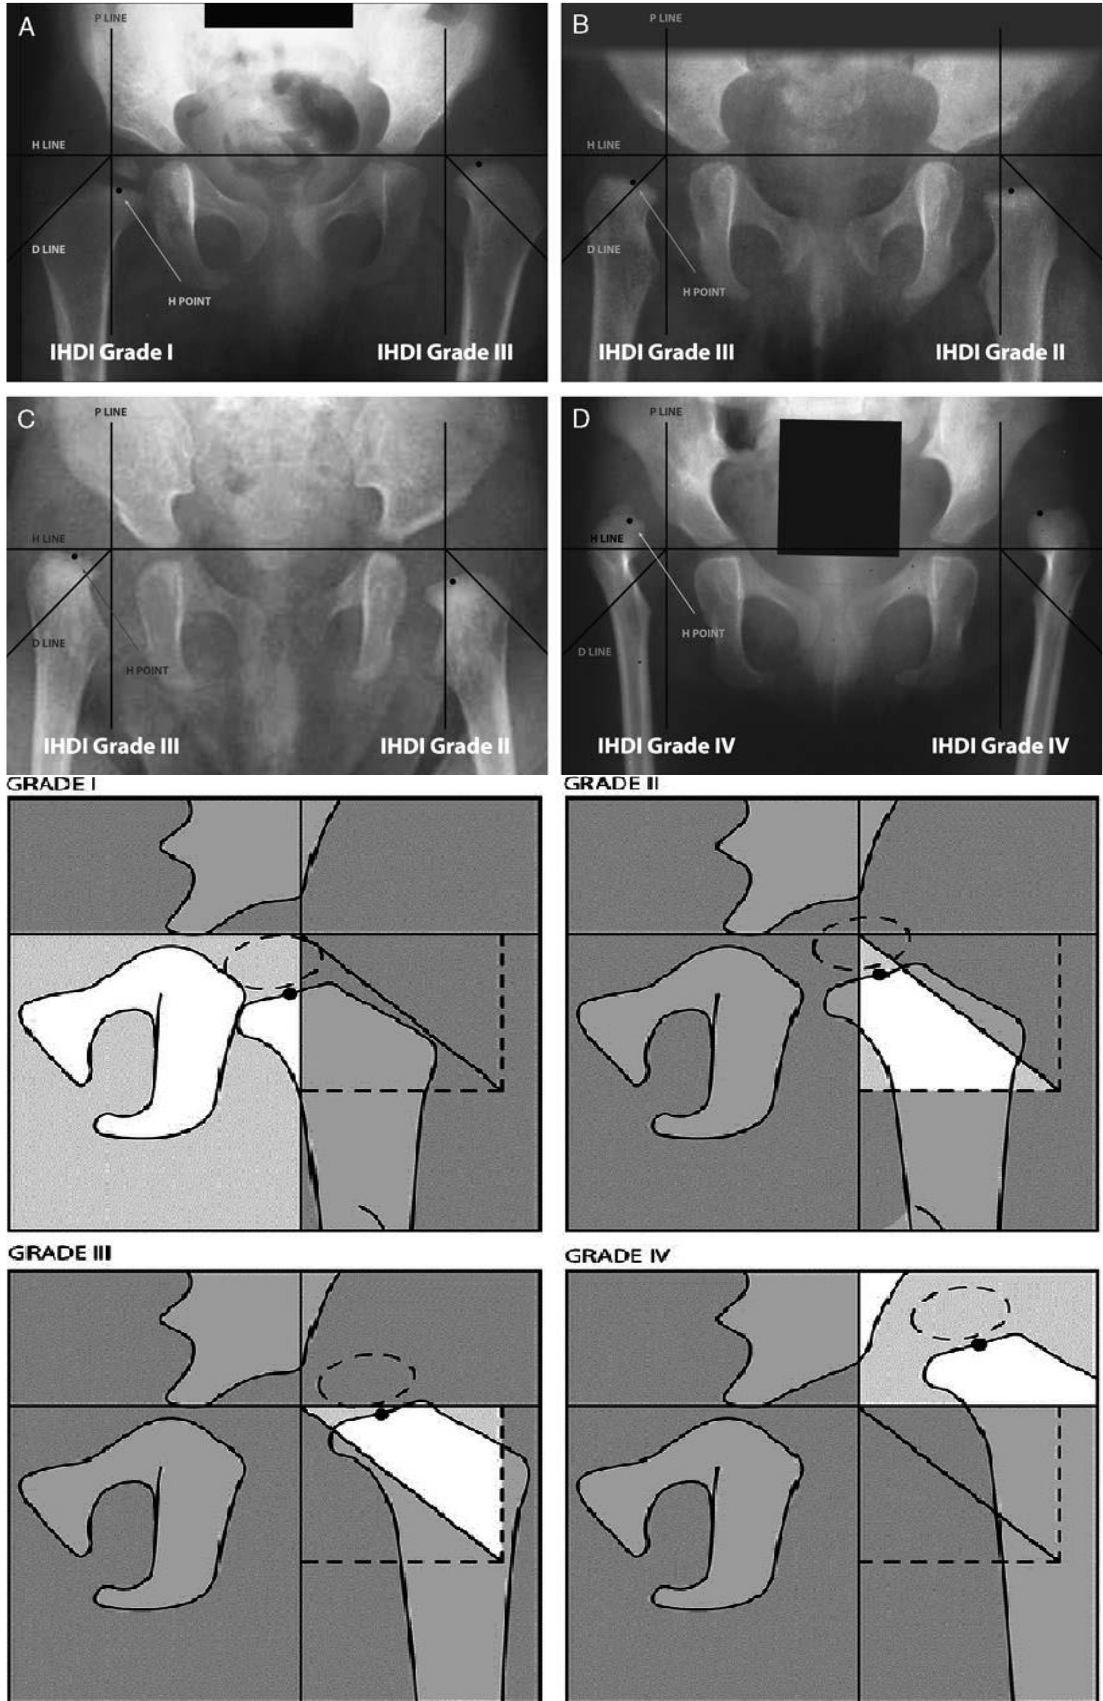 A
P LINE
H LINE
D LINE
H POINT
IHDI Grade I
IHDI Grade III
B
P LINE
H LINE
D LINE
H POINT
IHDI Grade III
IHDI Grade II
C
P LINE
H LINE
D LINE
H POINT
IHDI Grade III
IHDI Grade II
D
P LINE
H LINE
H POINT
D LINE
IHDI Grade IV
IHDI Grade IV
GRADE I
GRADE II
GRADE III
GRADE IV